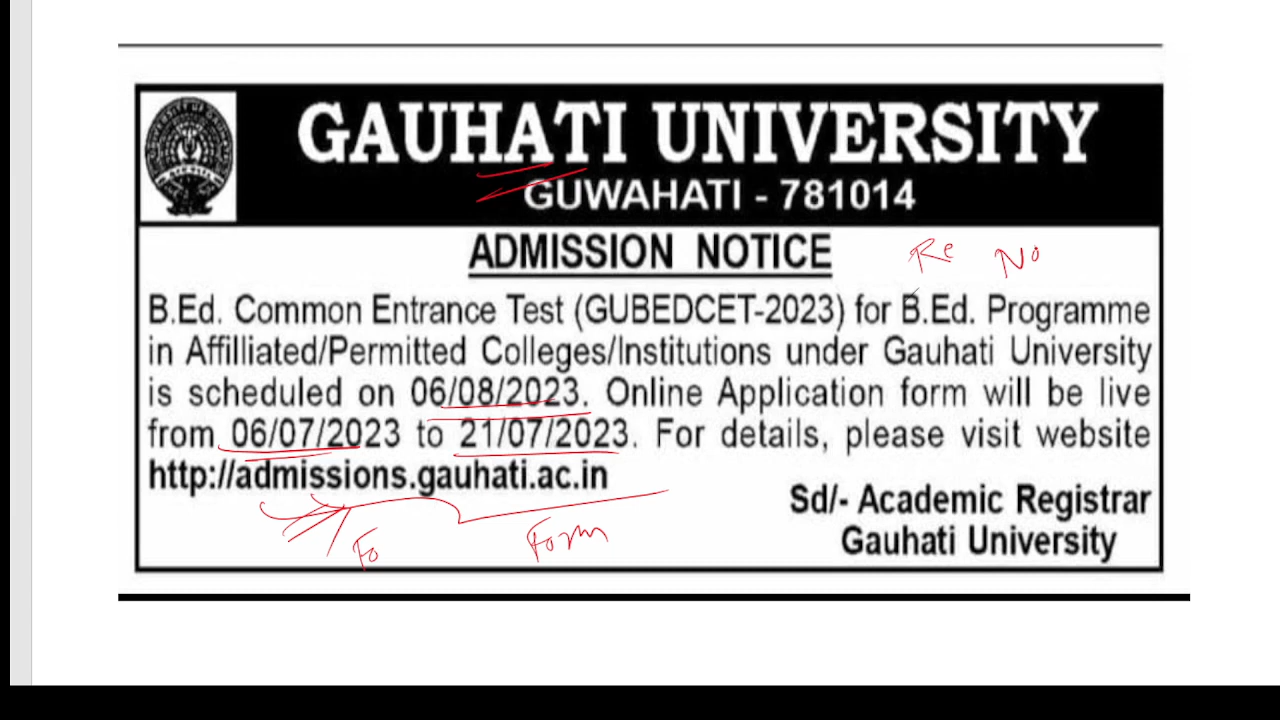 GAUHATI UNIVERSITY
GUWAHATI - 781014
ADMISSION NOTICE
Re No
B.Ed. Common Entrance Test (GUBEDCET-2023) for B.Ed. Programme
in Affilliated/Permitted Colleges/Institutions under Gauhati University
is scheduled on 06/08/2023. Online Application form will be live
from 06/07/2023 to 21/07/2023. For details, please visit website
http://admissions.gauhati.ac.in
Sd/- Academic Registrar
Gauhati University
Fo Form